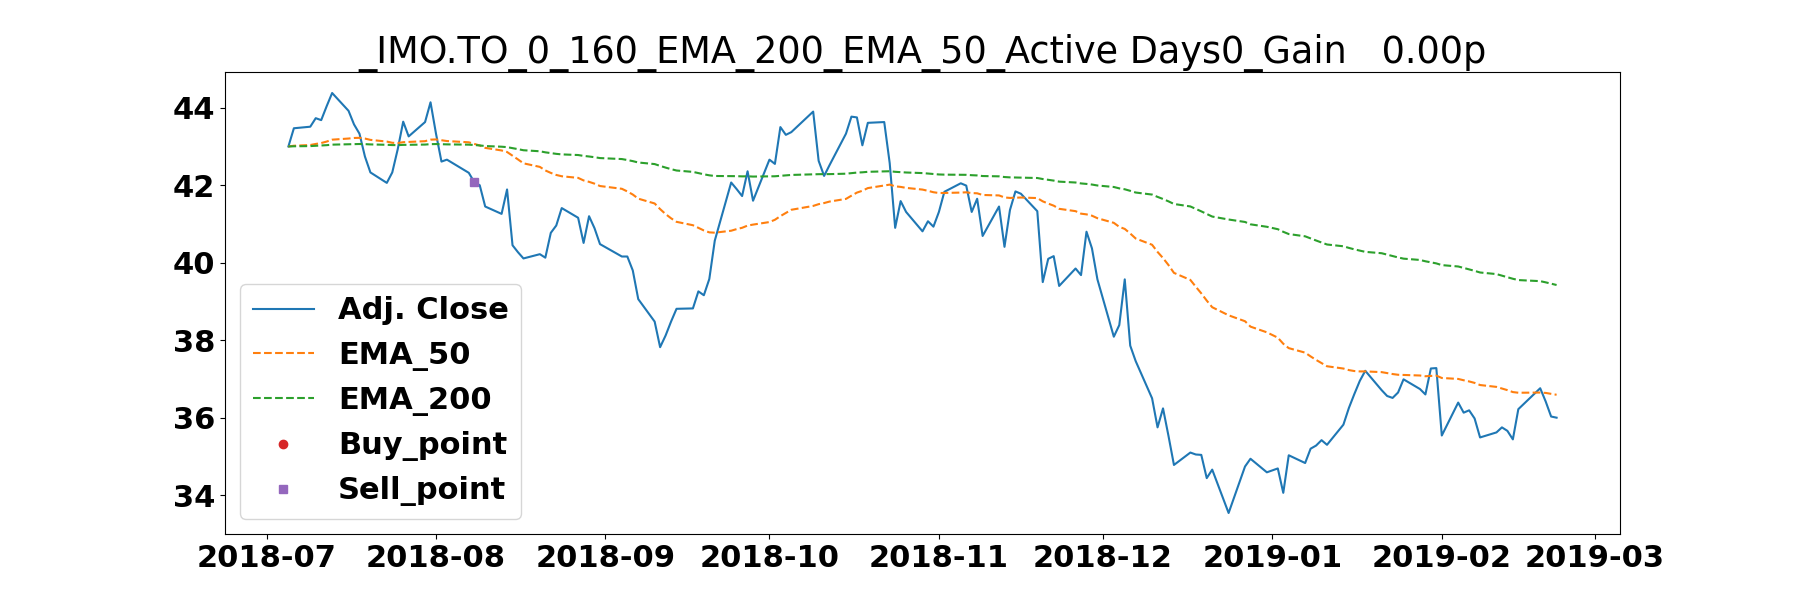 _IMO.TO_0_160_EMA_200_EMA_50_Active Days0_Gain   0.00p
44
42
40
38
36
34
Adj. Close
EMA_50
EMA_200
Buy_point
Sell_point
2018-07 2018-08 2018-09 2018-10 2018-11 2018-12 2019-01 2019-02 2019-03